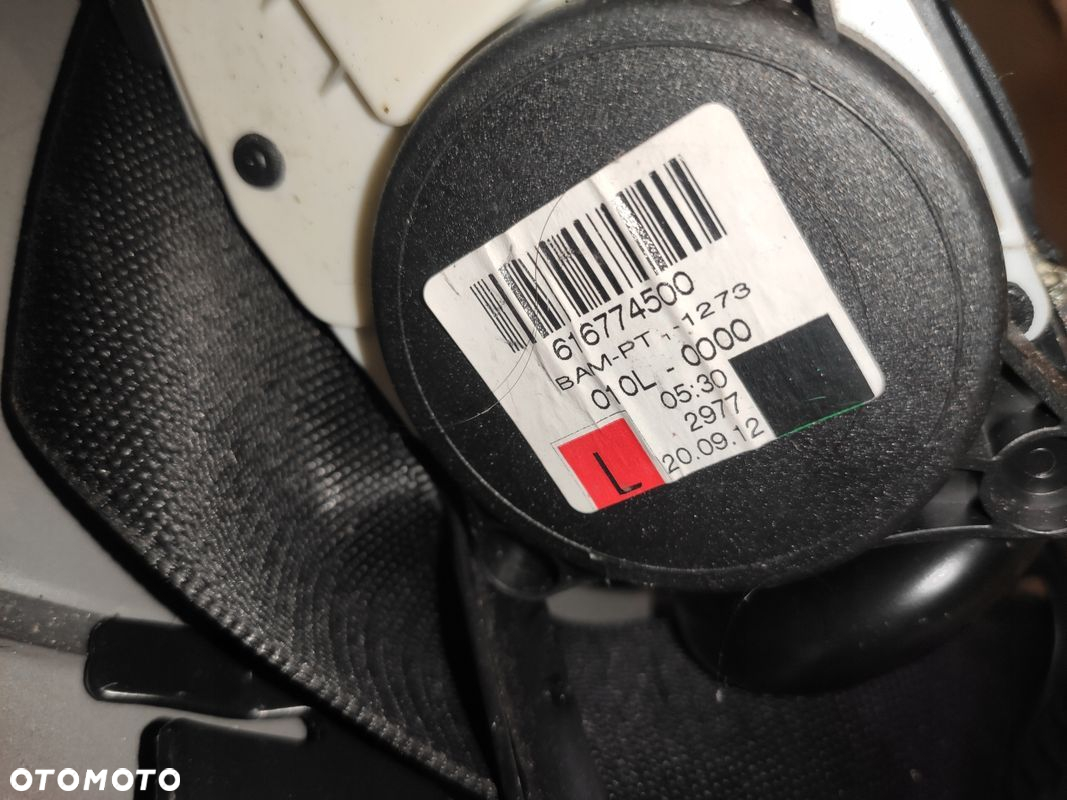 616774500
BAM-PT 1-1273
010L - 0000
05:30
2977
20.09.12
L
OTOMOTO